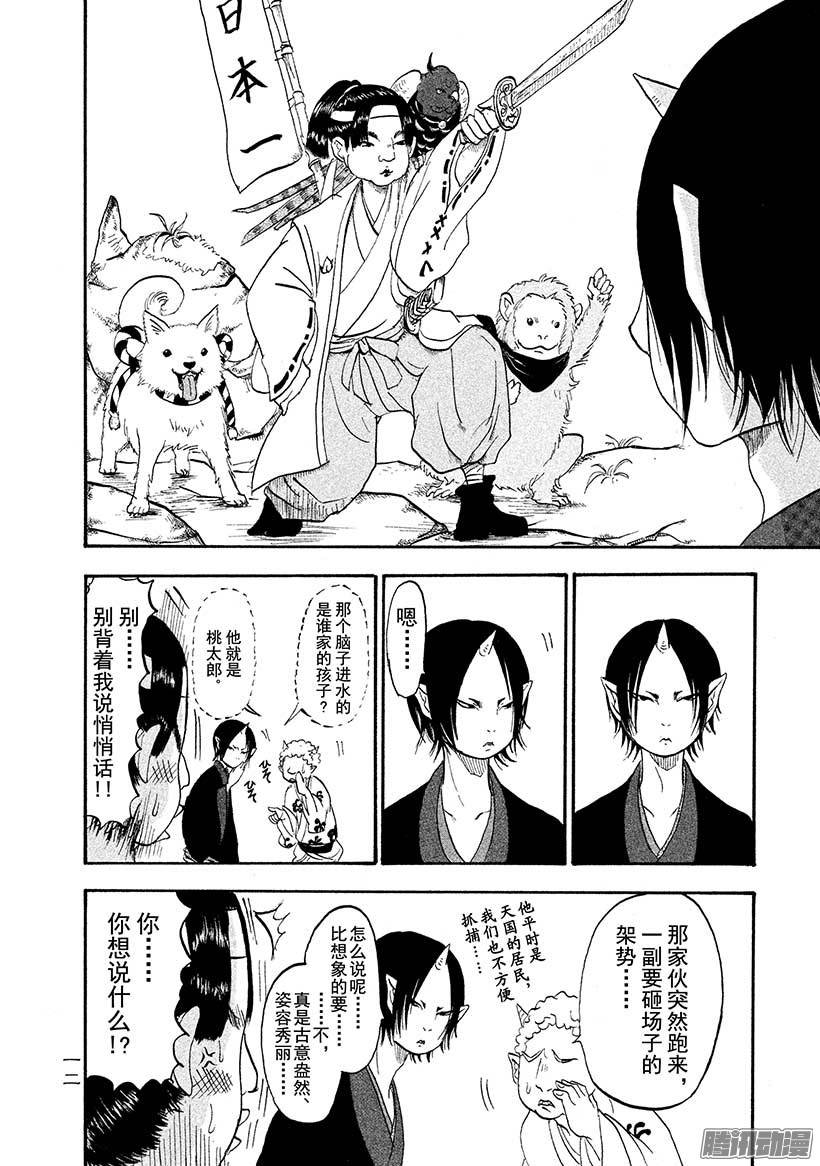 日本一
嗯……
那个脑子进水的
是谁家的孩子？
他就是
桃太郎。
ひそ
ひそ
别……
别背着我说悄悄话!!
那家伙突然跑来，
一副要砸场子的
架势……
他平时是
天国的居民，
我们也不方便
抓捕……
怎么说呢……
比想象的要
……不，
真是古意盎然、
姿容秀丽……
你……
你想说什么!?
一二
腾讯动漫